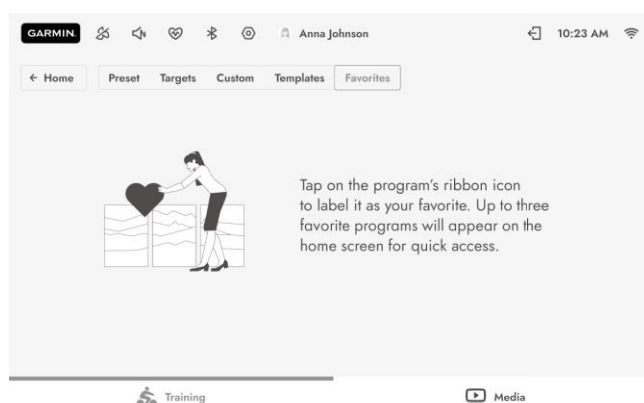 GARMIN.
Anna Johnson
10:23 AM
← Home
Preset
Targets
Custom
Templates
Favorites
Tap on the program's ribbon icon
to label it as your favorite. Up to three
favorite programs will appear on the
home screen for quick access.
Training
Media